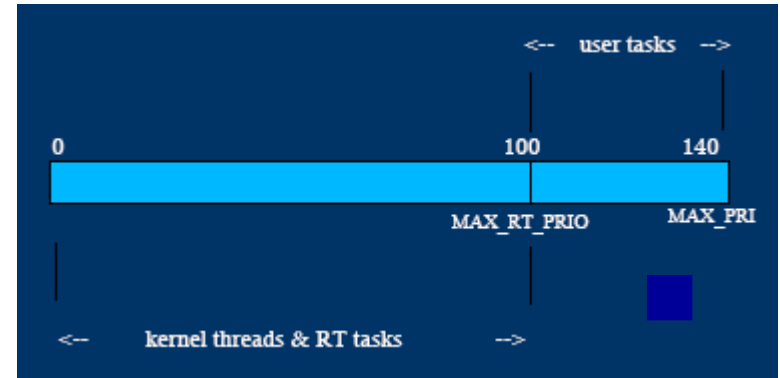 <-- user tasks -->
0 100 140
MAX_RT_PRIO MAX_PRI
<-- kernel threads & RT tasks -->